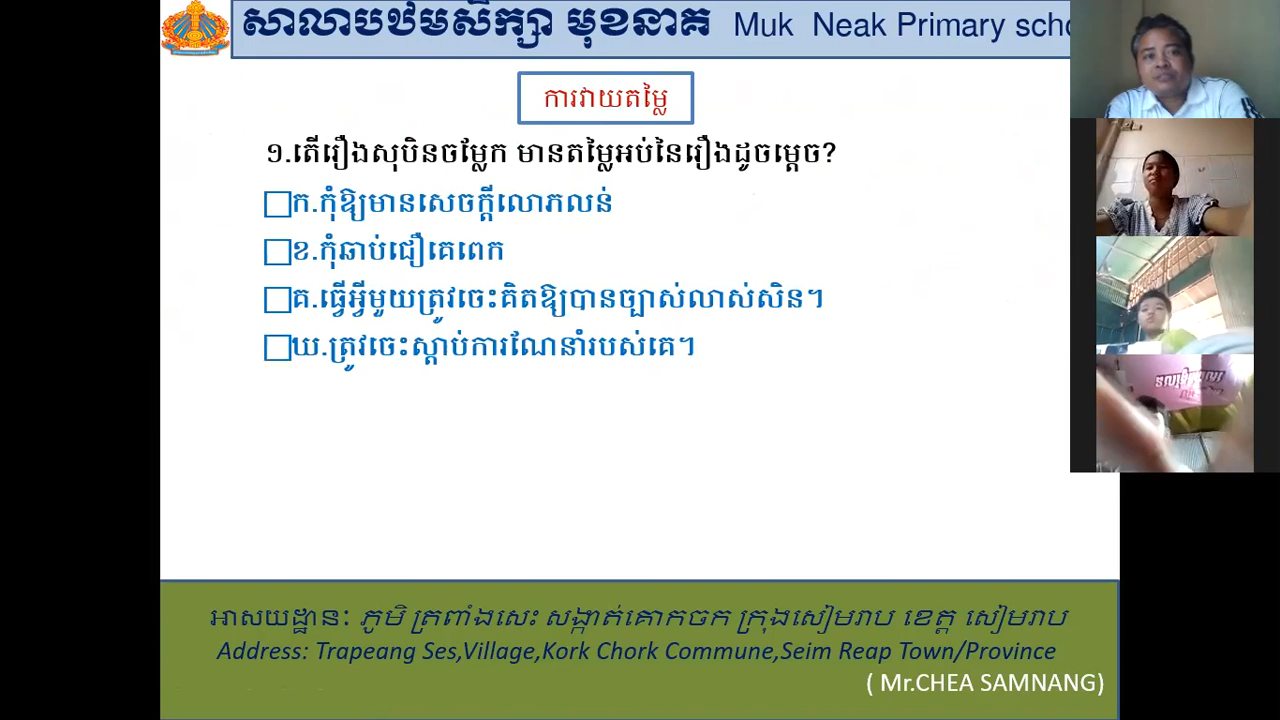 សាលាបឋមសិក្សា មុខនាគ Muk Neak Primary scho
ការវាយតម្លៃ
១.តើរឿងសុបិនចម្លែក មានតម្លៃអប់នៃរឿងដូចម្តេច?
ក.កុំឱ្យមានសេចក្តីលោភលន់
ខ.កុំឆាប់ជឿគេពេក
គ.ធ្វើអ្វីមួយត្រូវចេះគិតឱ្យបានច្បាស់លាស់សិន។
ឃ.ត្រូវចេះស្តាប់ការណែនាំរបស់គេ។
អាសយដ្ឋាន: ភូមិ ត្រពាំងសេះ សង្កាត់គោកចក ក្រុងសៀមរាប ខេត្ត សៀមរាប
Address: Trapeang Ses,Village,Kork Chork Commune,Seim Reap Town/Province
( Mr.CHEA SAMNANG)